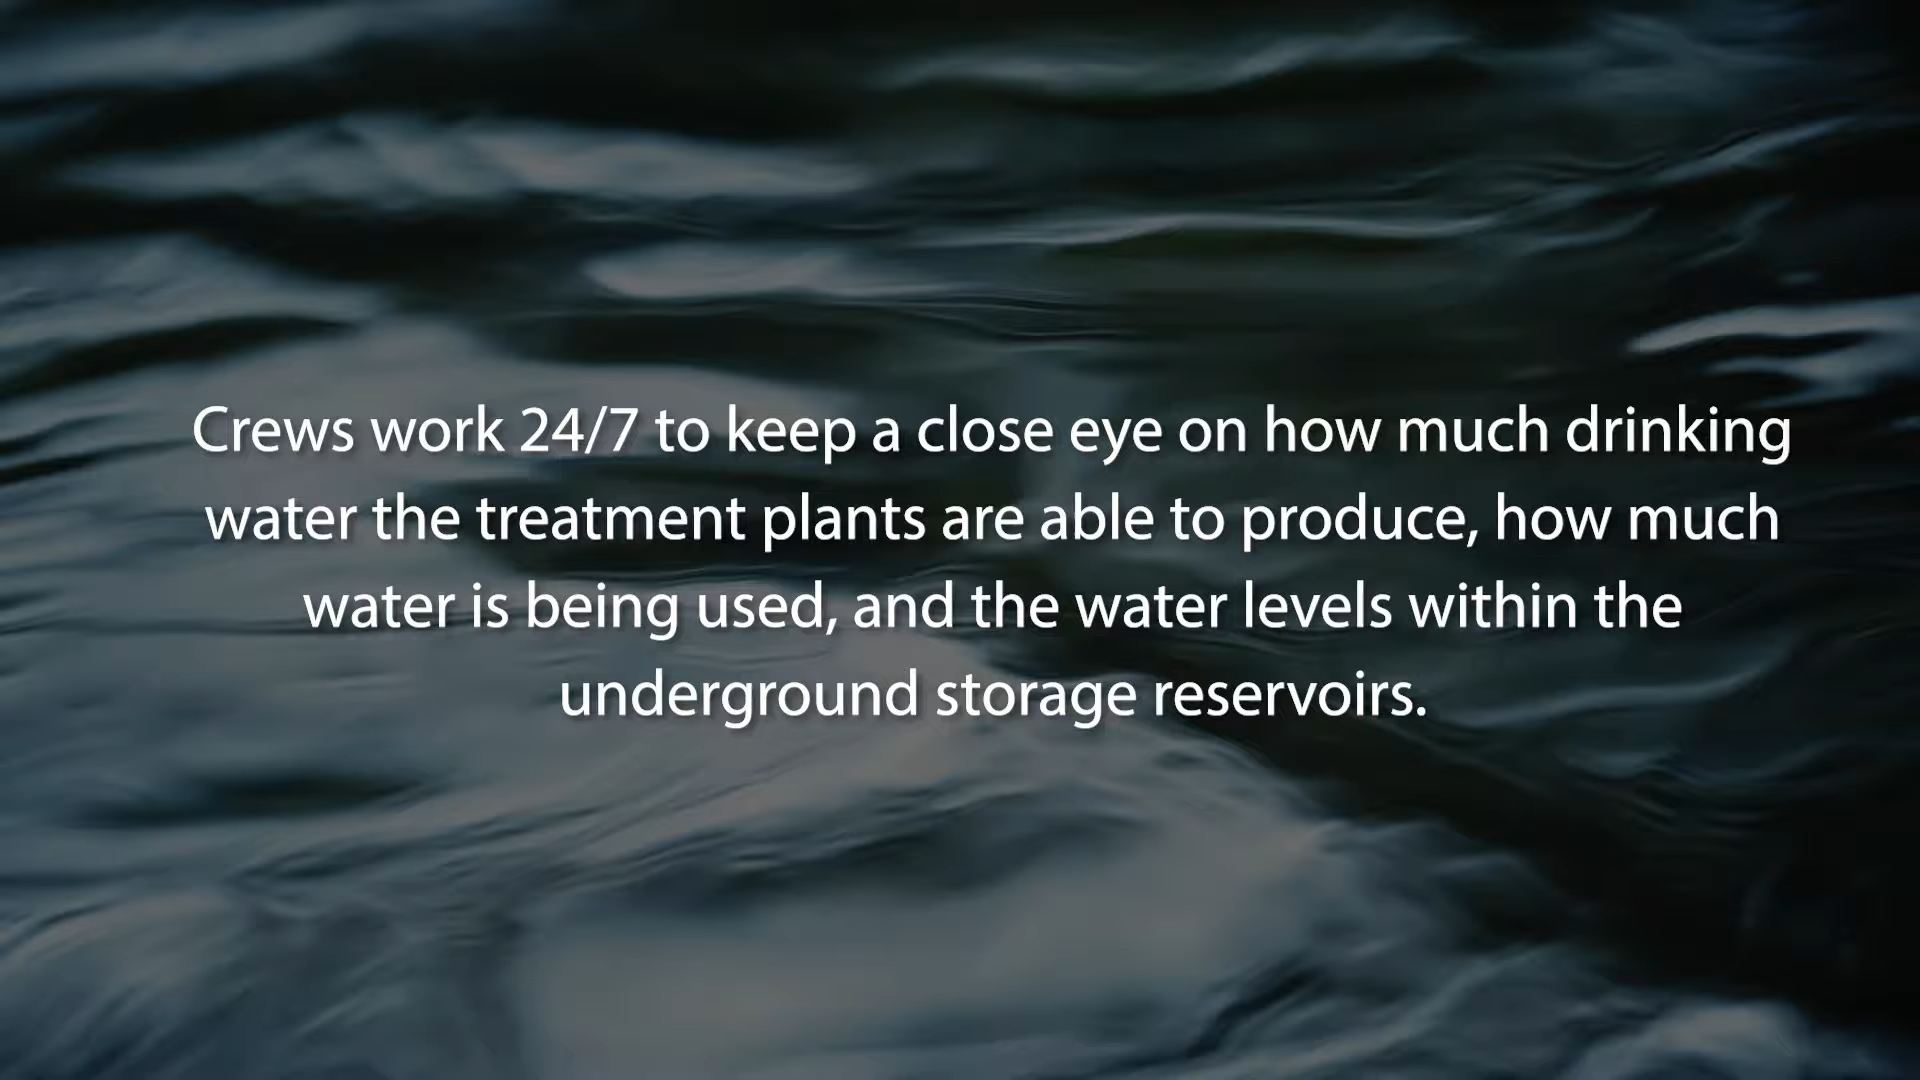 Crews work 24/7 to keep a close eye on how much drinking
water the treatment plants are able to produce, how much
water is being used, and the water levels within the
underground storage reservoirs.